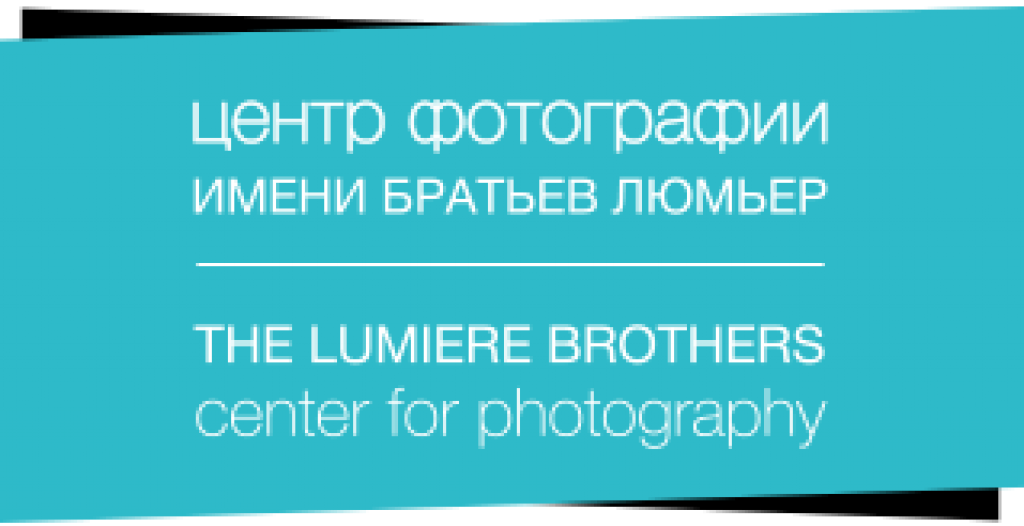 центр фотографии
ИМЕНИ БРАТЬЕВ ЛЮМЬЕР
THE LUMIERE BROTHERS
center for photography